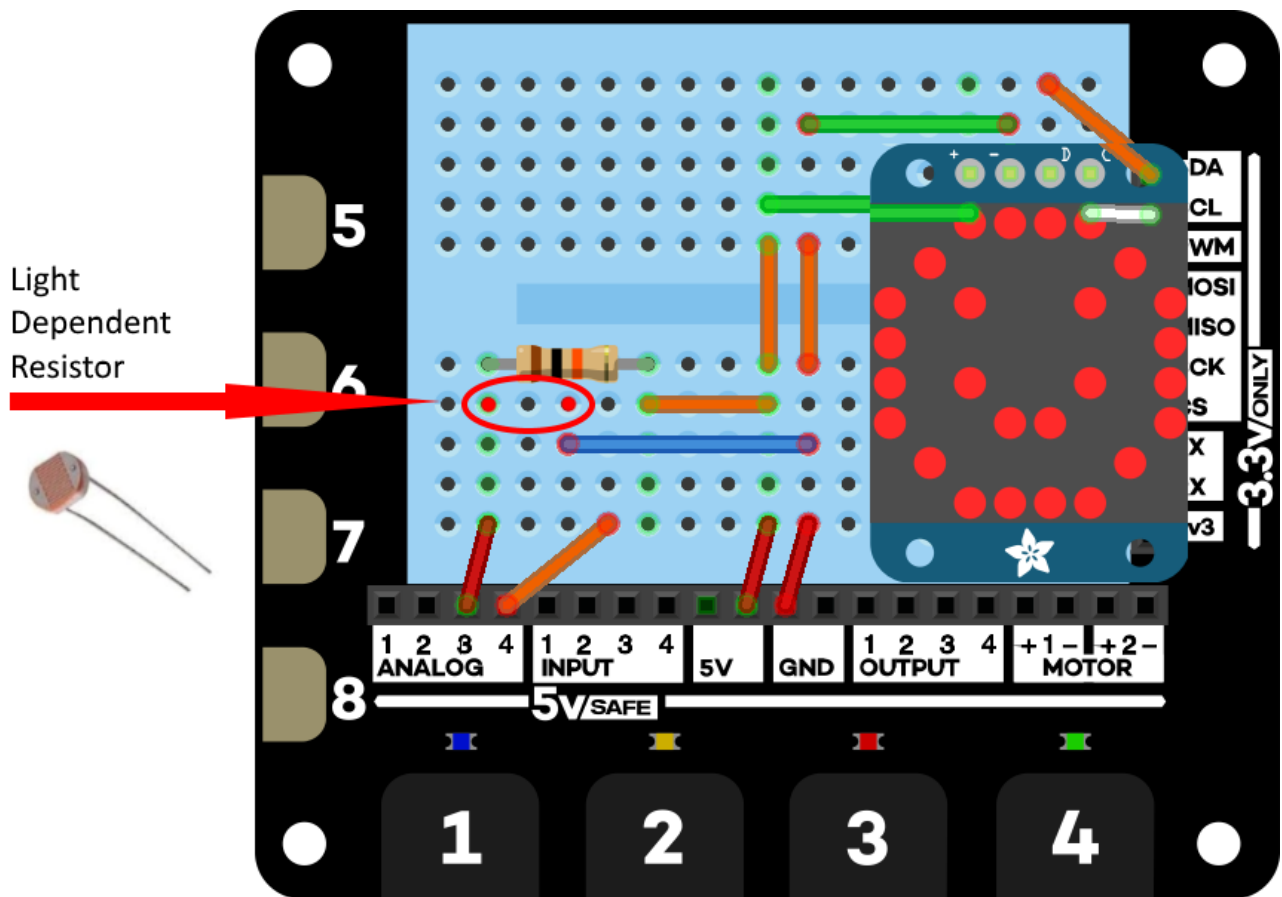 Light
Dependent
Resistor
5
6
7
8
+ -
DA
CL
WM
MOSI
MISO
CK
CS
X
X
v3
3.3V/ONLY
1 2 3 4
ANALOG
1 2 3 4
INPUT
5V
GND
1 2 3 4
OUTPUT
+1- +2-
MOTOR
5V/SAFE
1
2
3
4